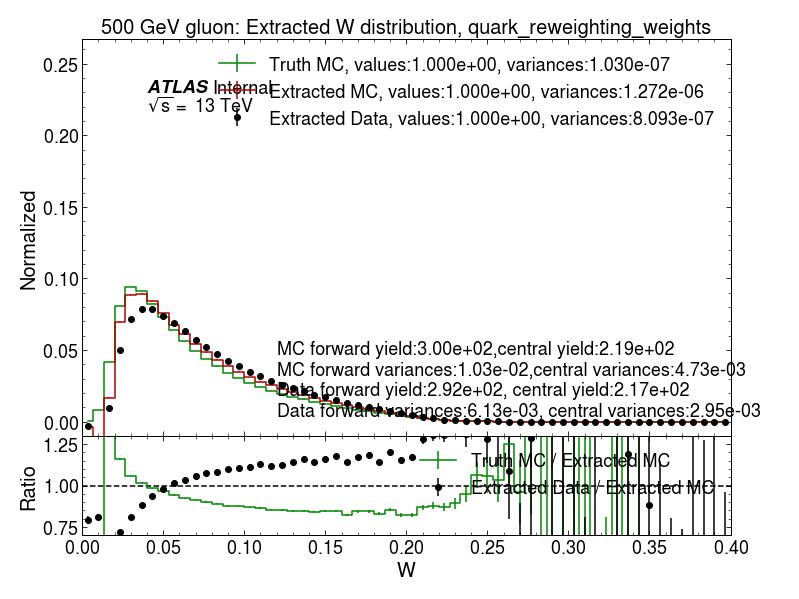 500 GeV gluon: Extracted W distribution, quark_reweighting_weights
Truth MC, values:1.000e+00, variances:1.030e-07
ATLAS Internal
Extracted MC, values:1.000e+00, variances:1.272e-06
√s = 13 TeV
Extracted Data, values:1.000e+00, variances:8.093e-07
0.25
0.20
0.15
0.10
0.05
0.00
Normalized
MC forward yield:3.00e+02,central yield:2.19e+02
MC forward variances:1.03e-02,central variances:4.73e-03
Data forward yield:2.92e+02, central yield:2.17e+02
Data forward variances:6.13e-03, central variances:2.95e-03
1.25
1.00
0.75
Ratio
Truth MC / Extracted MC
Extracted Data / Extracted MC
0.00 0.05 0.10 0.15 0.20 0.25 0.30 0.35 0.40
W